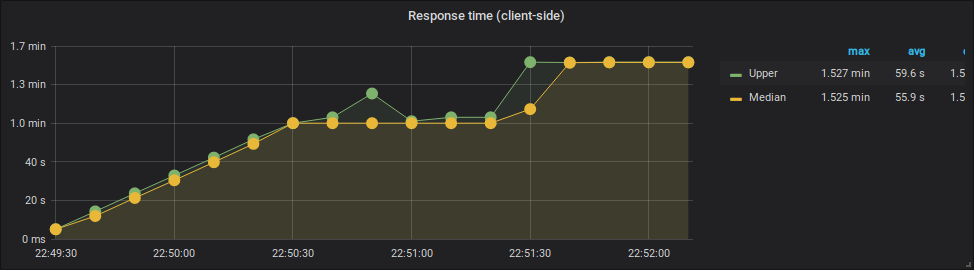 Response time (client-side)
1.7 min
1.3 min
1.0 min
40 s
20 s
0 ms
22:49:30 22:50:00 22:50:30 22:51:00 22:51:30 22:52:00
max avg
Upper 1.527 min 59.6 s 1.5
Median 1.525 min 55.9 s 1.5